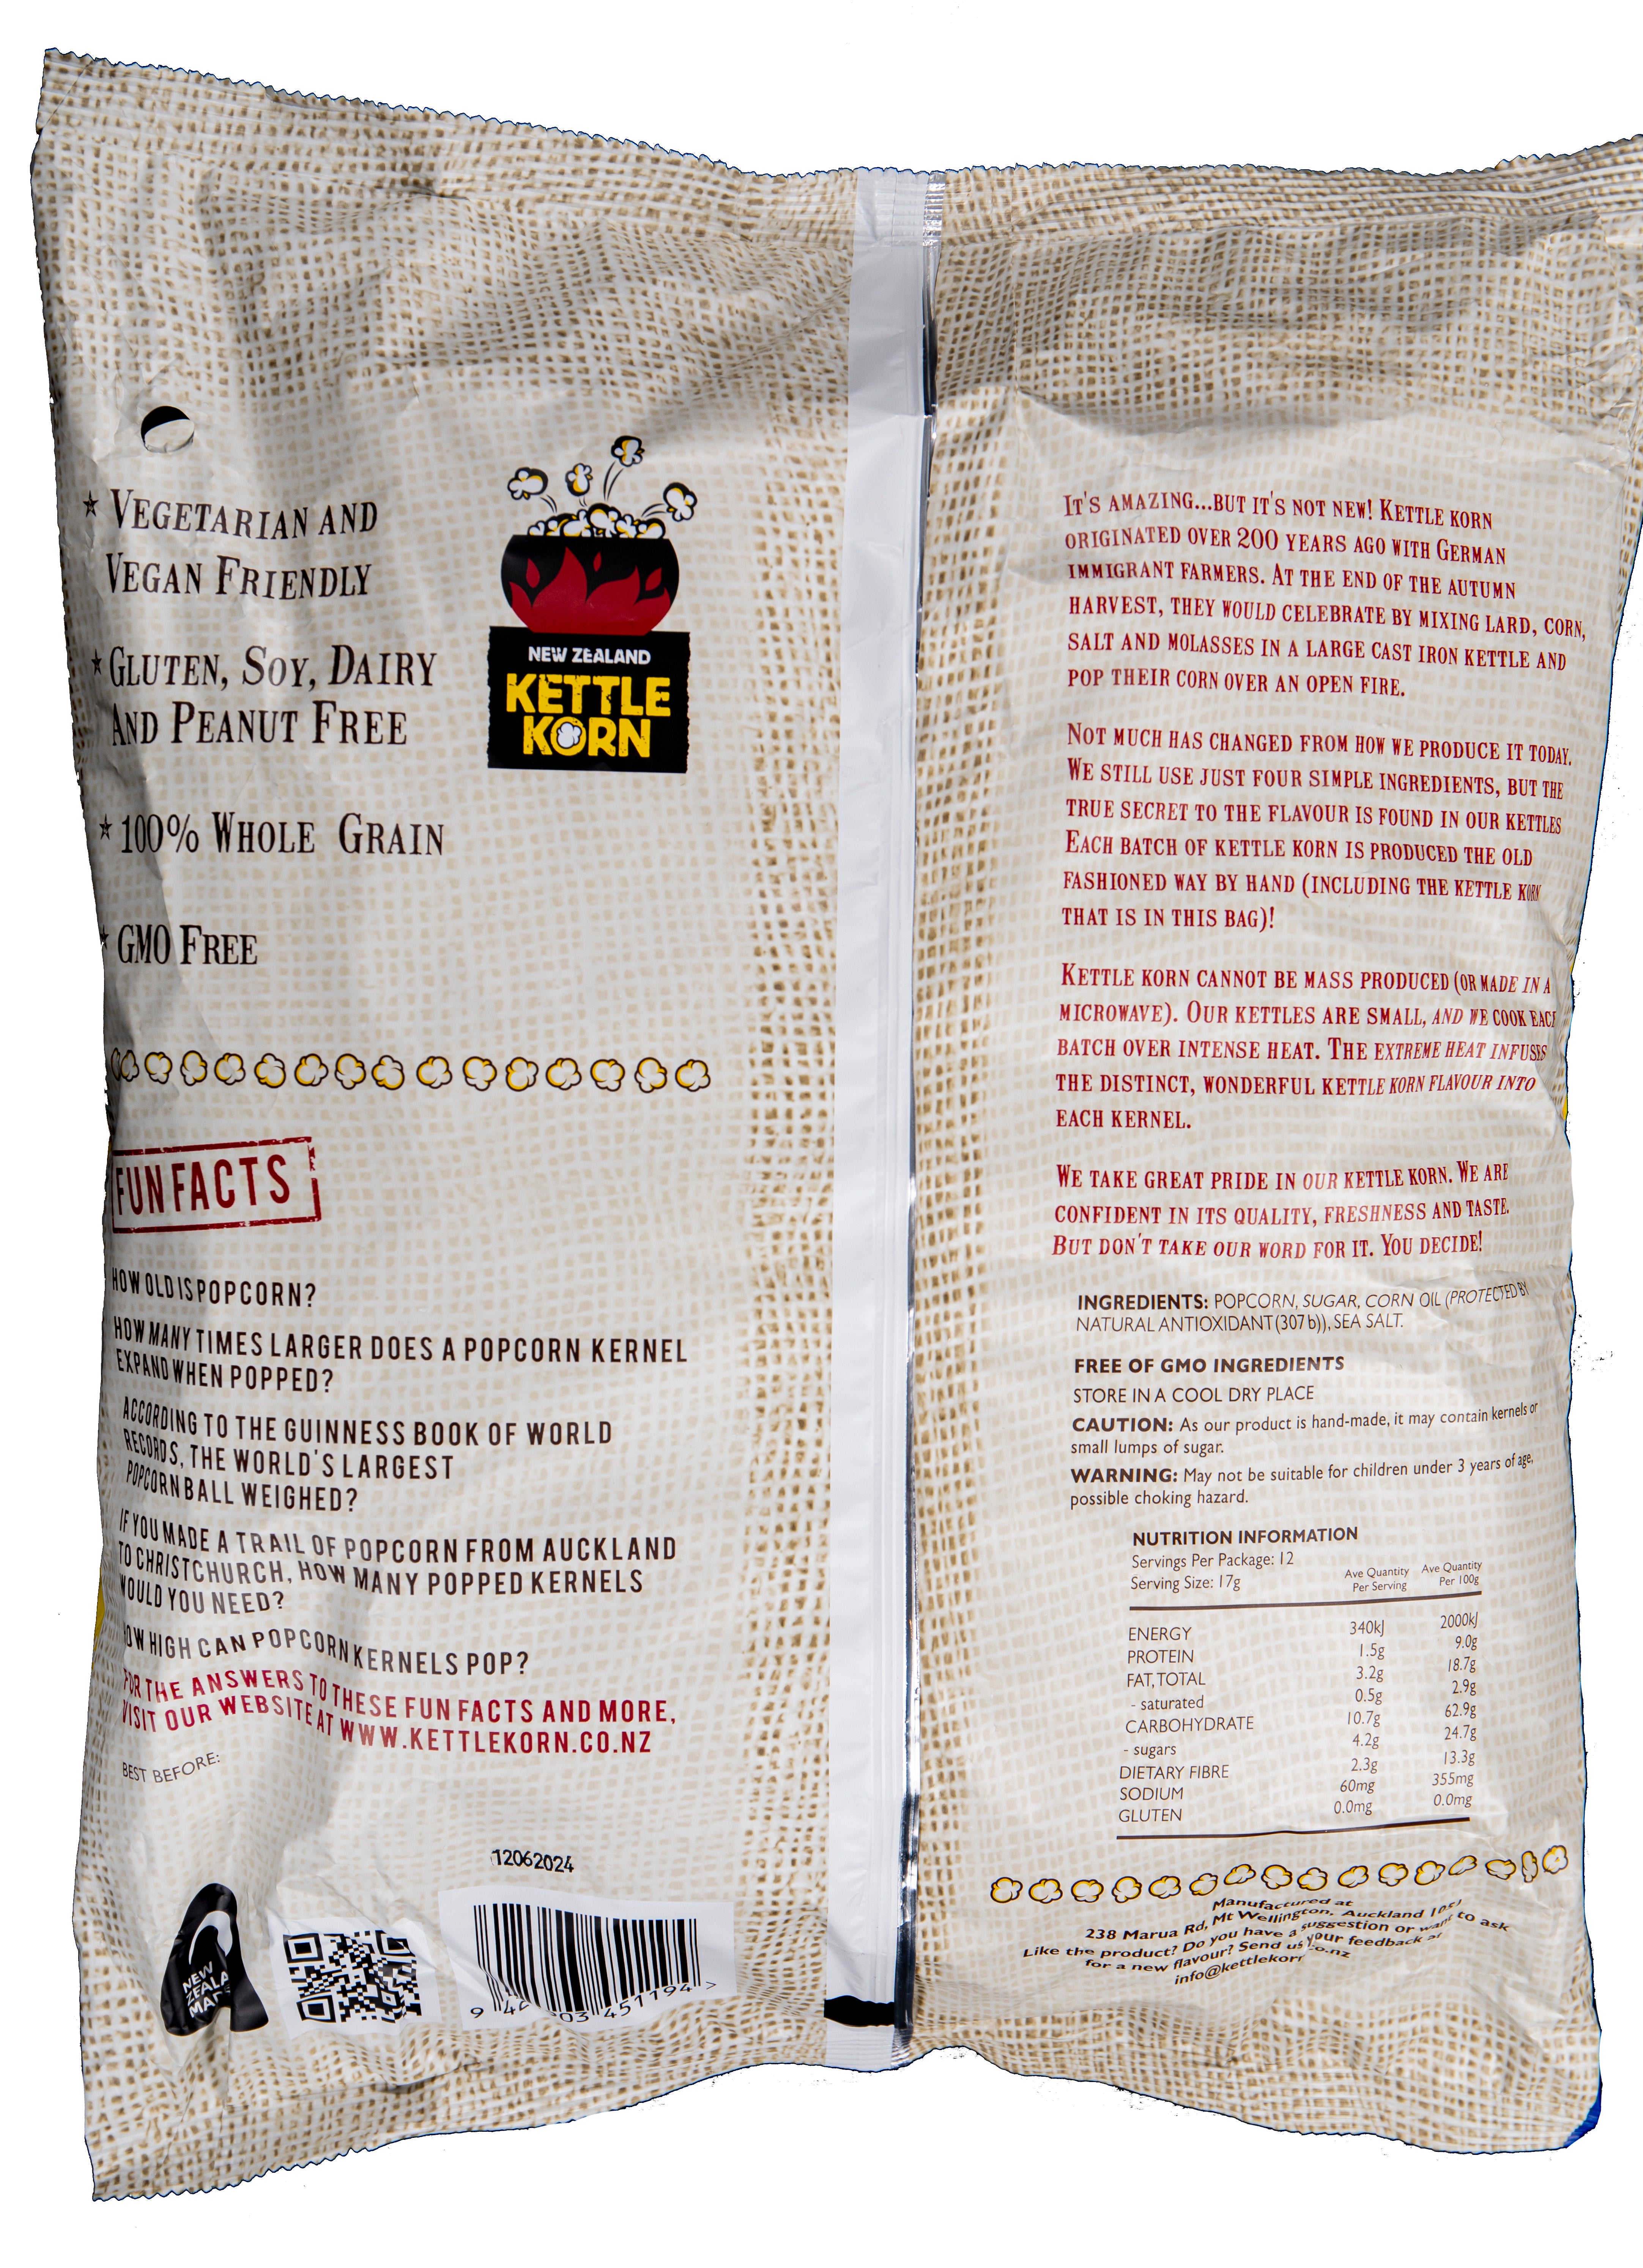 ★ VEGETARIAN AND
VEGAN FRIENDLY
★ GLUTEN, SOY, DAIRY
AND PEANUT FREE
★ 100% WHOLE GRAIN
★ GMO FREE
NEW ZEALAND
KETTLE
KORN
FUN FACTS
HOW OLD IS POPCORN?
HOW MANY TIMES LARGER DOES A POPCORN KERNEL
EXPAND WHEN POPPED?
ACCORDING TO THE GUINNESS BOOK OF WORLD
RECORDS, THE WORLD'S LARGEST
POPCORN BALL WEIGHED?
IF YOU MADE A TRAIL OF POPCORN FROM AUCKLAND
TO CHRISTCHURCH, HOW MANY POPPED KERNELS
WOULD YOU NEED?
HOW HIGH CAN POPCORN KERNELS POP?
FOR THE ANSWERS TO THESE FUN FACTS AND MORE,
VISIT OUR WEBSITE AT WWW.KETTLEKORN.CO.NZ
BEST BEFORE:
12062024
NEW
ZEALA
MADE
9 42 03 451194 >
IT'S AMAZING...BUT IT'S NOT NEW! KETTLE KORN
ORIGINATED OVER 200 YEARS AGO WITH GERMAN
IMMIGRANT FARMERS. AT THE END OF THE AUTUMN
HARVEST, THEY WOULD CELEBRATE BY MIXING LARD, CORN,
SALT AND MOLASSES IN A LARGE CAST IRON KETTLE AND
POP THEIR CORN OVER AN OPEN FIRE.
NOT MUCH HAS CHANGED FROM HOW WE PRODUCE IT TODAY.
WE STILL USE JUST FOUR SIMPLE INGREDIENTS, BUT THE
TRUE SECRET TO THE FLAVOUR IS FOUND IN OUR KETTLES
EACH BATCH OF KETTLE KORN IS PRODUCED THE OLD
FASHIONED WAY BY HAND (INCLUDING THE KETTLE KORN
THAT IS IN THIS BAG)!
KETTLE KORN CANNOT BE MASS PRODUCED (OR MADE IN A
MICROWAVE). OUR KETTLES ARE SMALL, AND WE COOK EACH
BATCH OVER INTENSE HEAT. THE EXTREME HEAT INFUSES
THE DISTINCT, WONDERFUL KETTLE KORN FLAVOUR INTO
EACH KERNEL.
WE TAKE GREAT PRIDE IN OUR KETTLE KORN. WE ARE
CONFIDENT IN ITS QUALITY, FRESHNESS AND TASTE.
BUT DON'T TAKE OUR WORD FOR IT. YOU DECIDE!
INGREDIENTS: POPCORN, SUGAR, CORN OIL (PROTECTED BY
NATURAL ANTIOXIDANT (307b)), SEA SALT.
FREE OF GMO INGREDIENTS
STORE IN A COOL DRY PLACE
CAUTION: As our product is hand-made, it may contain kernels or
small lumps of sugar.
WARNING: May not be suitable for children under 3 years of age,
possible choking hazard.
NUTRITION INFORMATION
Servings Per Package: 12
Serving Size: 17g
Ave Quantity Per Serving Ave Quantity Per 100g
ENERGY 340kJ 2000kJ
PROTEIN 1.5g 9.0g
FAT, TOTAL 3.2g 18.7g
- saturated 0.5g 2.9g
CARBOHYDRATE 10.7g 62.9g
- sugars 4.2g 24.7g
DIETARY FIBRE 2.3g 13.3g
SODIUM 60mg 355mg
GLUTEN 0.0mg 0.0mg
Manufactured at
238 Marua Rd, Mt Wellington, Auckland
Like the product? Do you have a suggestion or want to ask
for a new flavour? Send us your feedback at
info@kettlekorn.co.nz